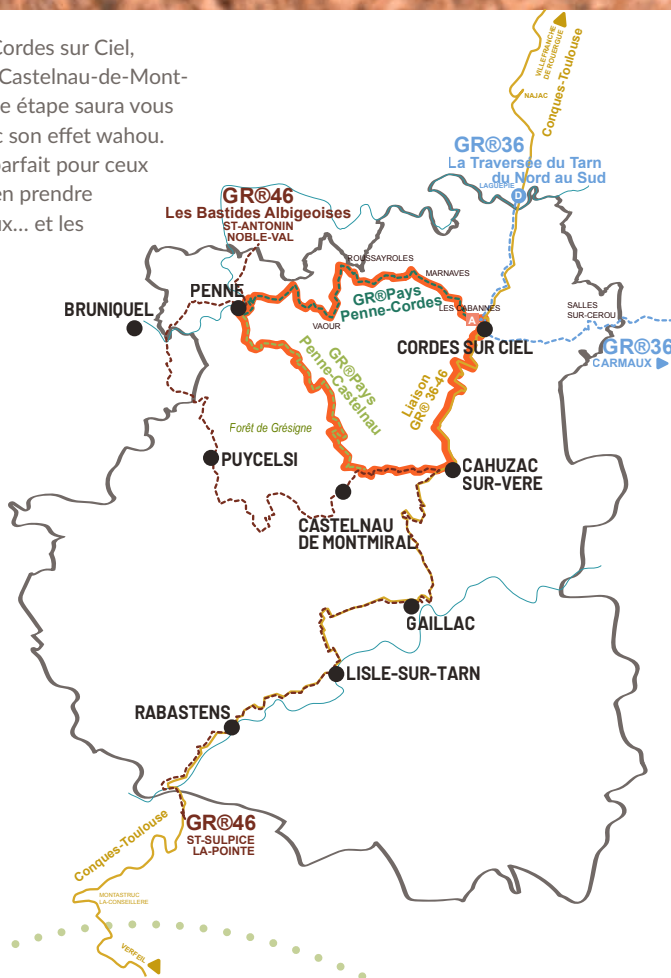 Cordes sur Ciel,
Castelnau-de-Mont-
e étape saura vous
c son effet wahou.
parfait pour ceux
en prendre
ux... et les
VILLEFRANCHE
DE ROUERGUE
NAJAC
Conques-Toulouse
GR®36
La Traversée du Tarn
du Nord au Sud
LAGUÉPIE
D
GR®46
Les Bastides Albigeoises
ST-ANTONIN
NOBLE-VAL
ROUSSAYROLES
MARNAVES
PENNE
GR®Pays
Penne-Cordes
LES CABANNES
A
BRUNIQUEL
VAOUR
SALLES
SUR-CEROU
CORDES SUR CIEL
GR®36
CARMAUX
GR®Pays
Penne-Castelnau
Liaison
GR® 36-46
Forêt de Grésigne
PUYCELSI
CAHUZAC
SUR-VERE
CASTELNAU
DE MONTMIRAL
GAILLAC
LISLE-SUR-TARN
RABASTENS
GR®46
ST-SULPICE
LA-POINTE
Conques-Toulouse
MONTASTRUC
LA-CONSEILLERE
VERFEIL